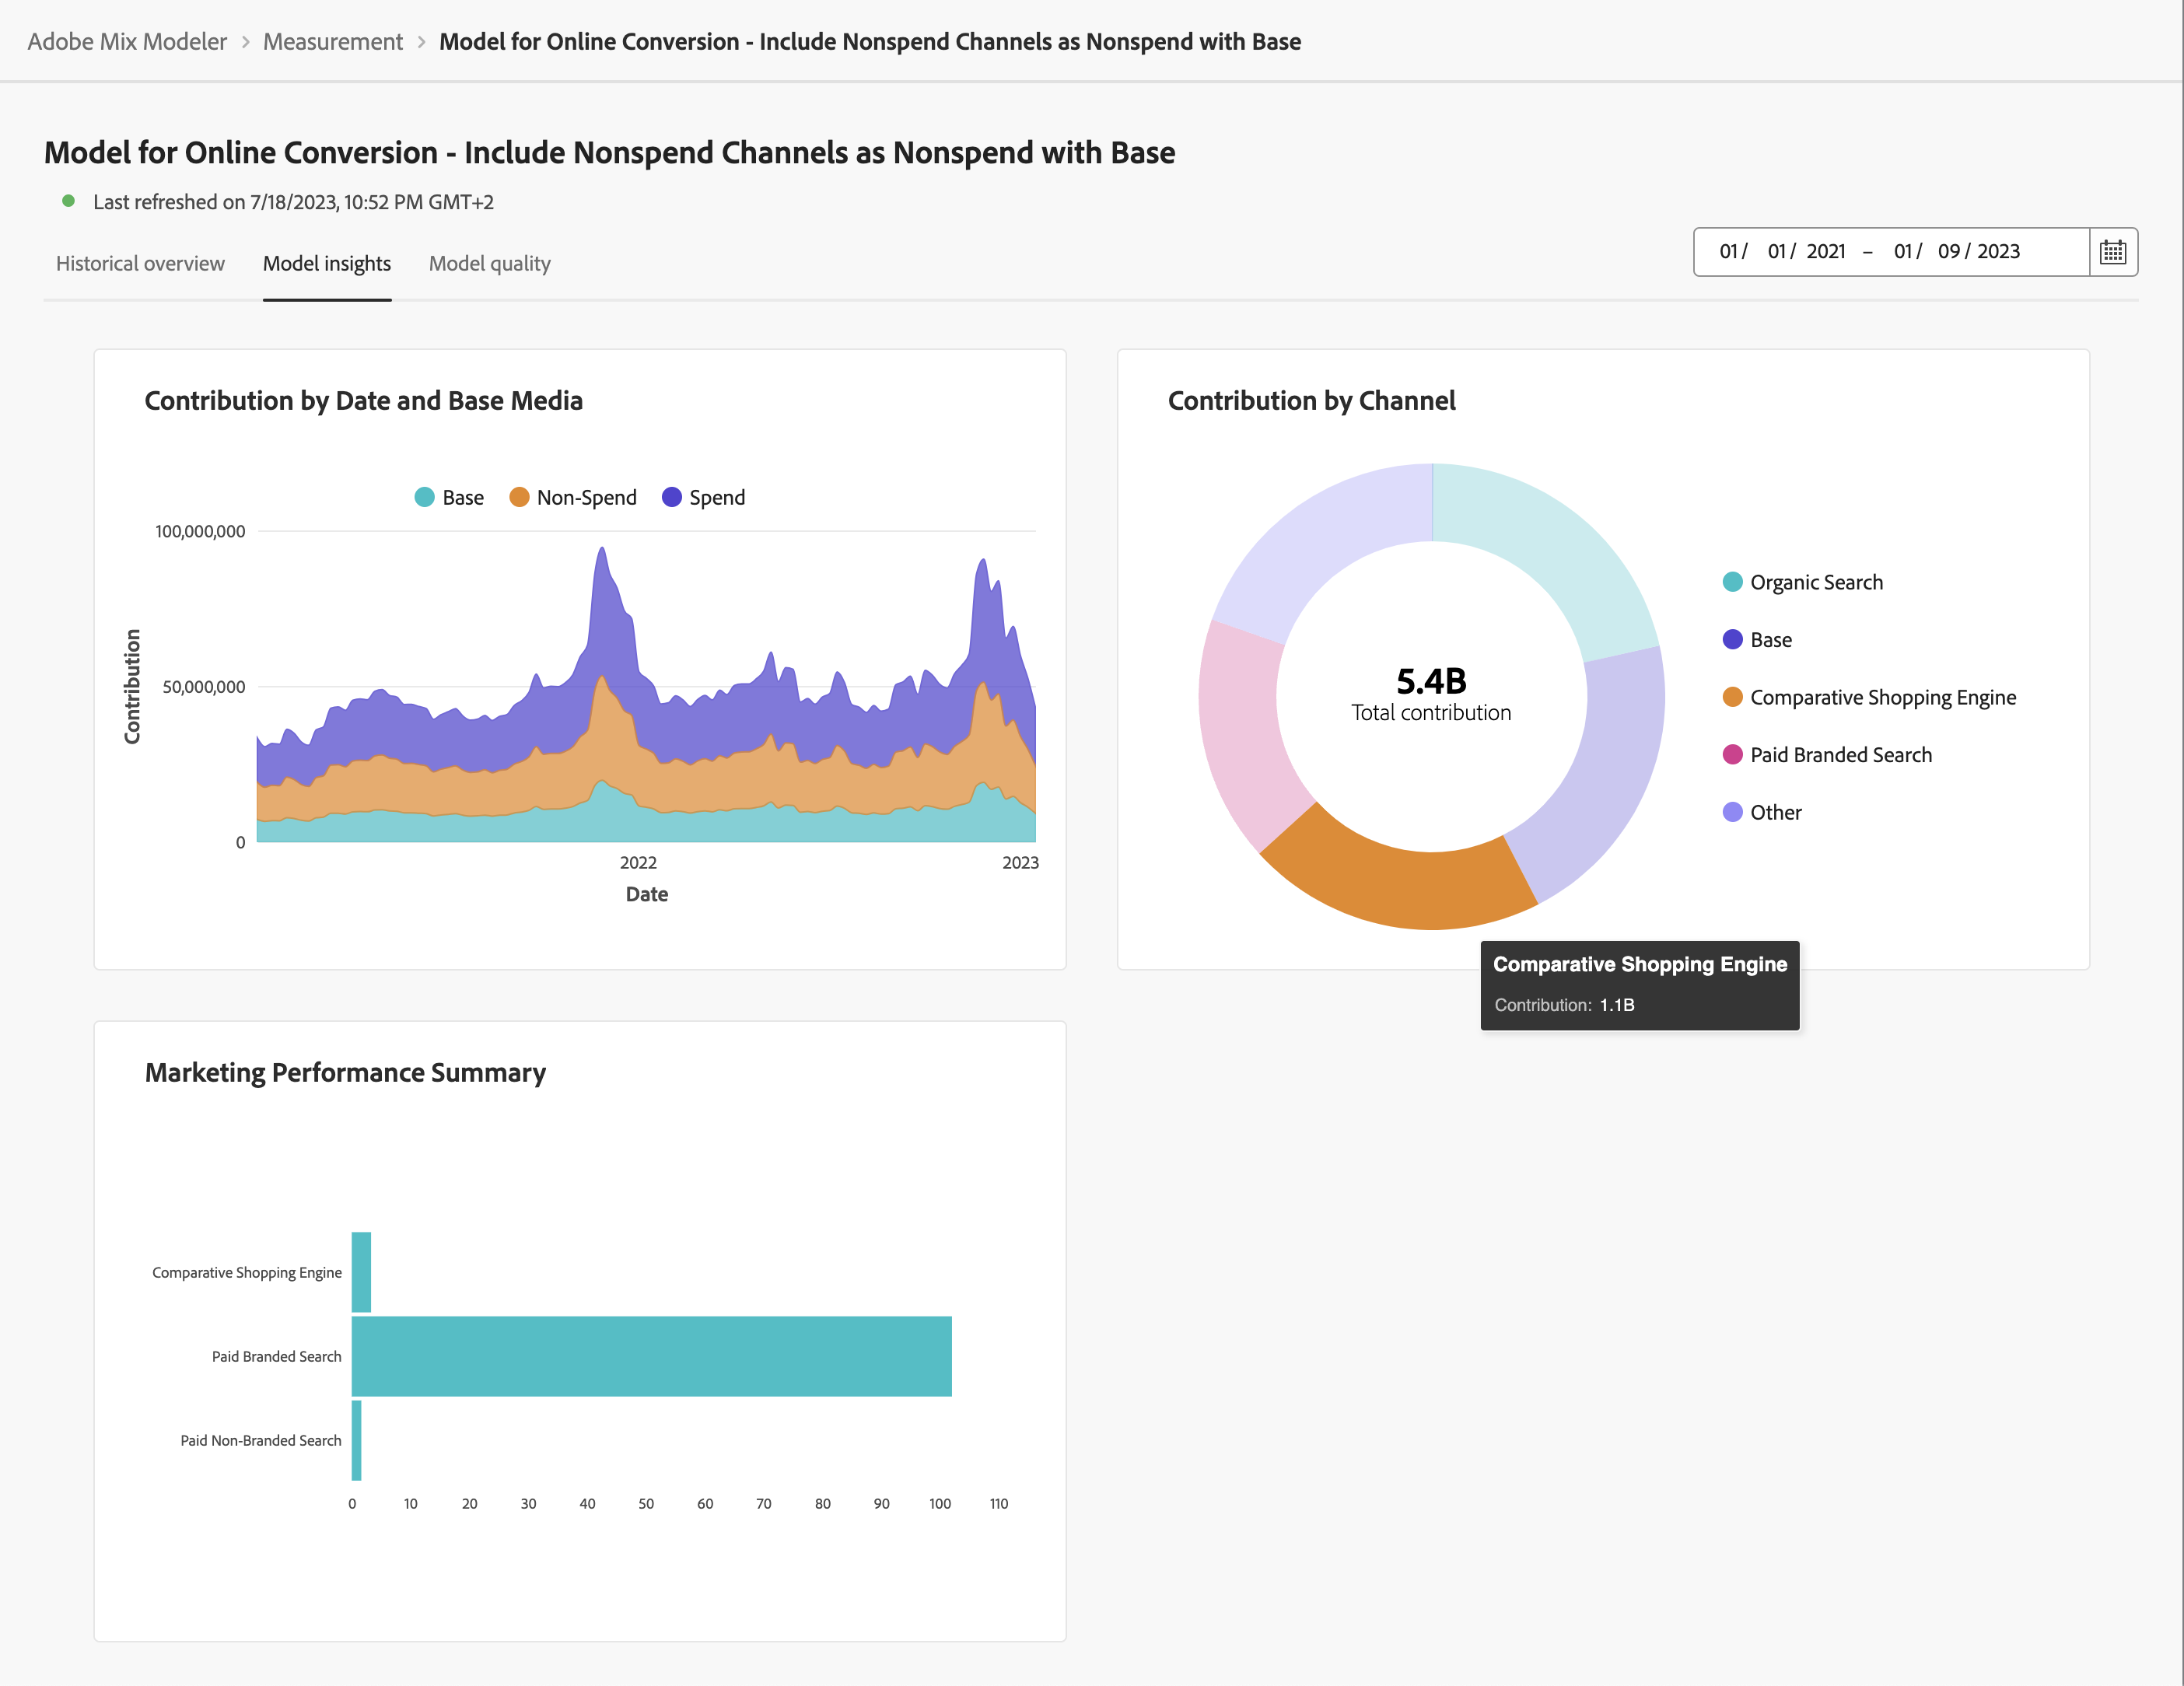 Adobe Mix Modeler > Measurement > Model for Online Conversion - Include Nonspend Channels as Nonspend with Base
Model for Online Conversion - Include Nonspend Channels as Nonspend with Base
Last refreshed on 7/18/2023, 10:52 PM GMT+2
Historical overview Model insights Model quality
01/ 01/ 2021 – 01/ 09/ 2023
Contribution by Date and Base Media
Base Non-Spend Spend
100,000,000
50,000,000
0
Contribution
2022 2023
Date
Contribution by Channel
5.4B
Total contribution
Organic Search
Base
Comparative Shopping Engine
Paid Branded Search
Other
Comparative Shopping Engine
Contribution: 1.1B
Marketing Performance Summary
Comparative Shopping Engine
Paid Branded Search
Paid Non-Branded Search
0 10 20 30 40 50 60 70 80 90 100 110